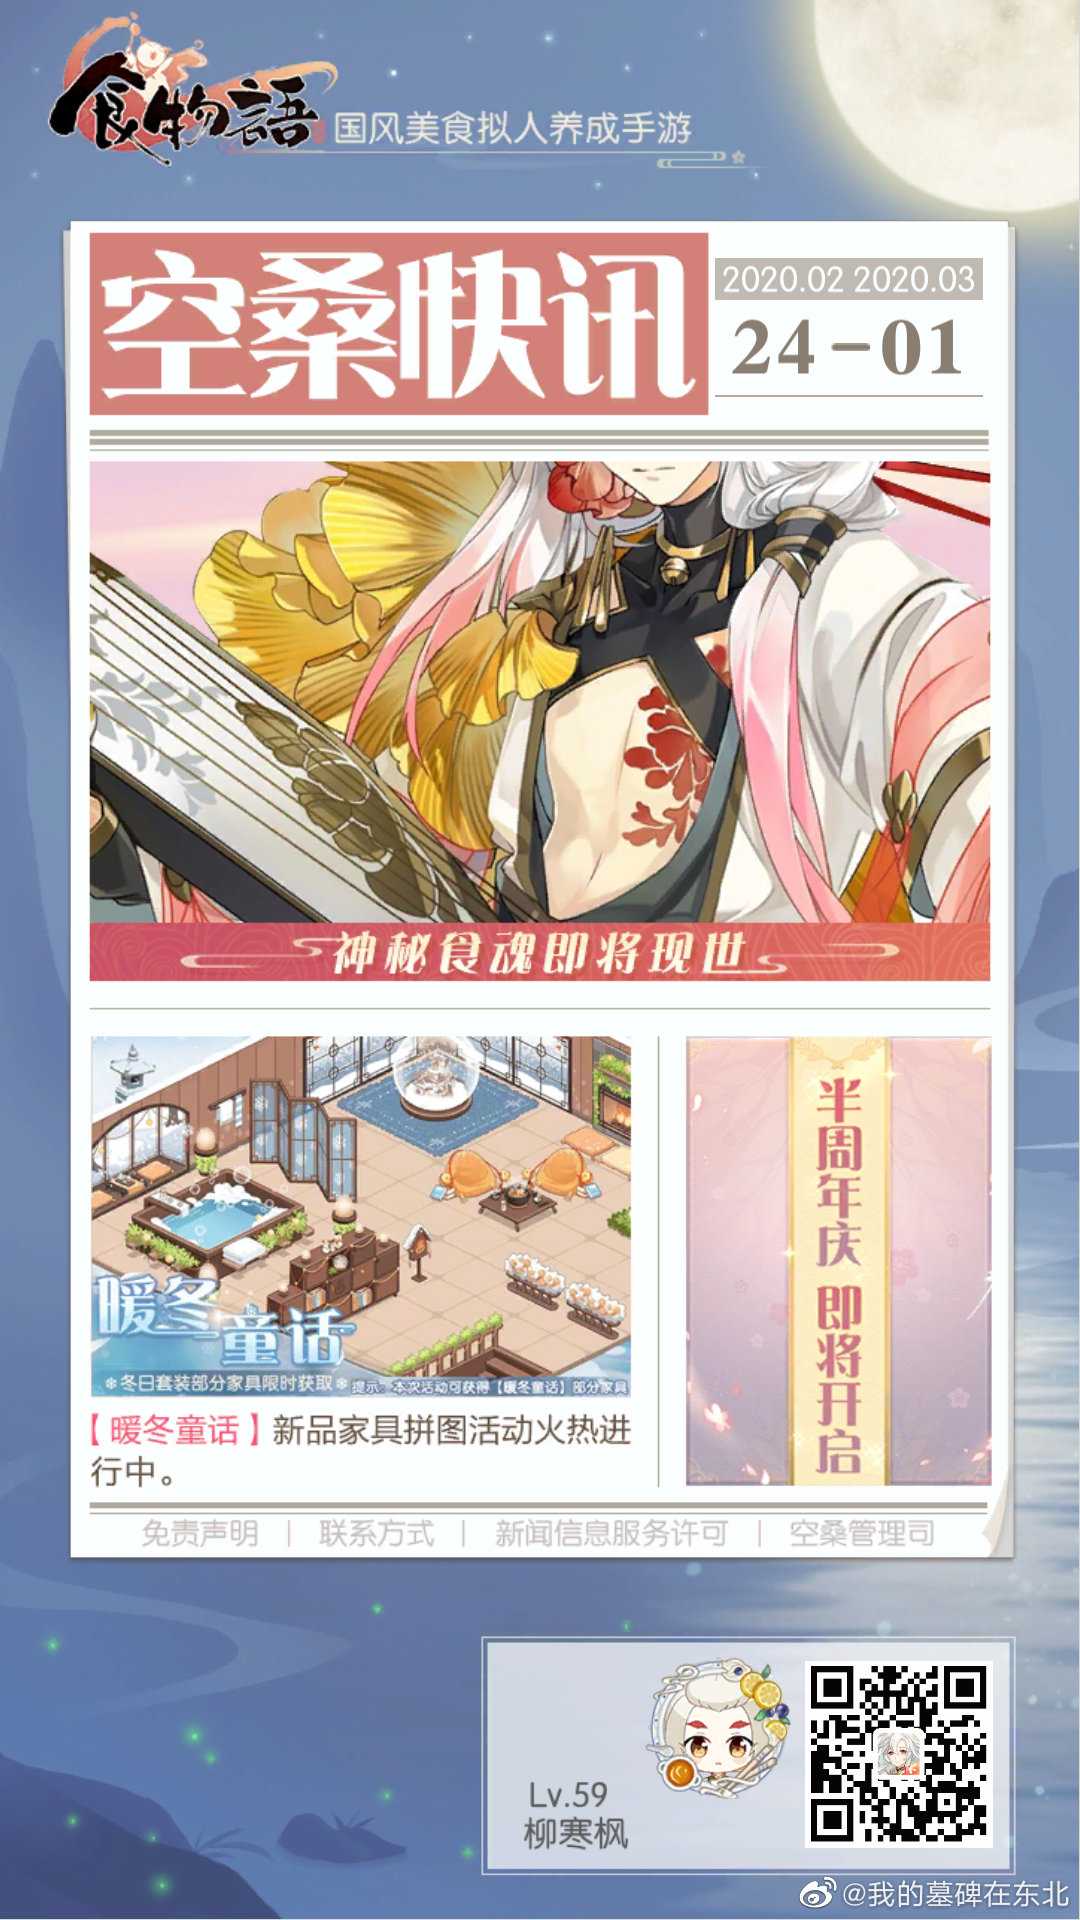 食物語
国风美食拟人养成手游
空桑快讯
2020.02 2020.03
24-01
神秘食魂即将现世
暖冬童话
*冬日套装部分家具限时获取*
提示：本次活动可获得【暖冬童话】部分家具
半周年庆 即将开启
【暖冬童话】新品家具拼图活动火热进
行中。
免责声明 | 联系方式 | 新闻信息服务许可 | 空桑管理司
Lv.59
柳寒枫
@我的墓碑在东北